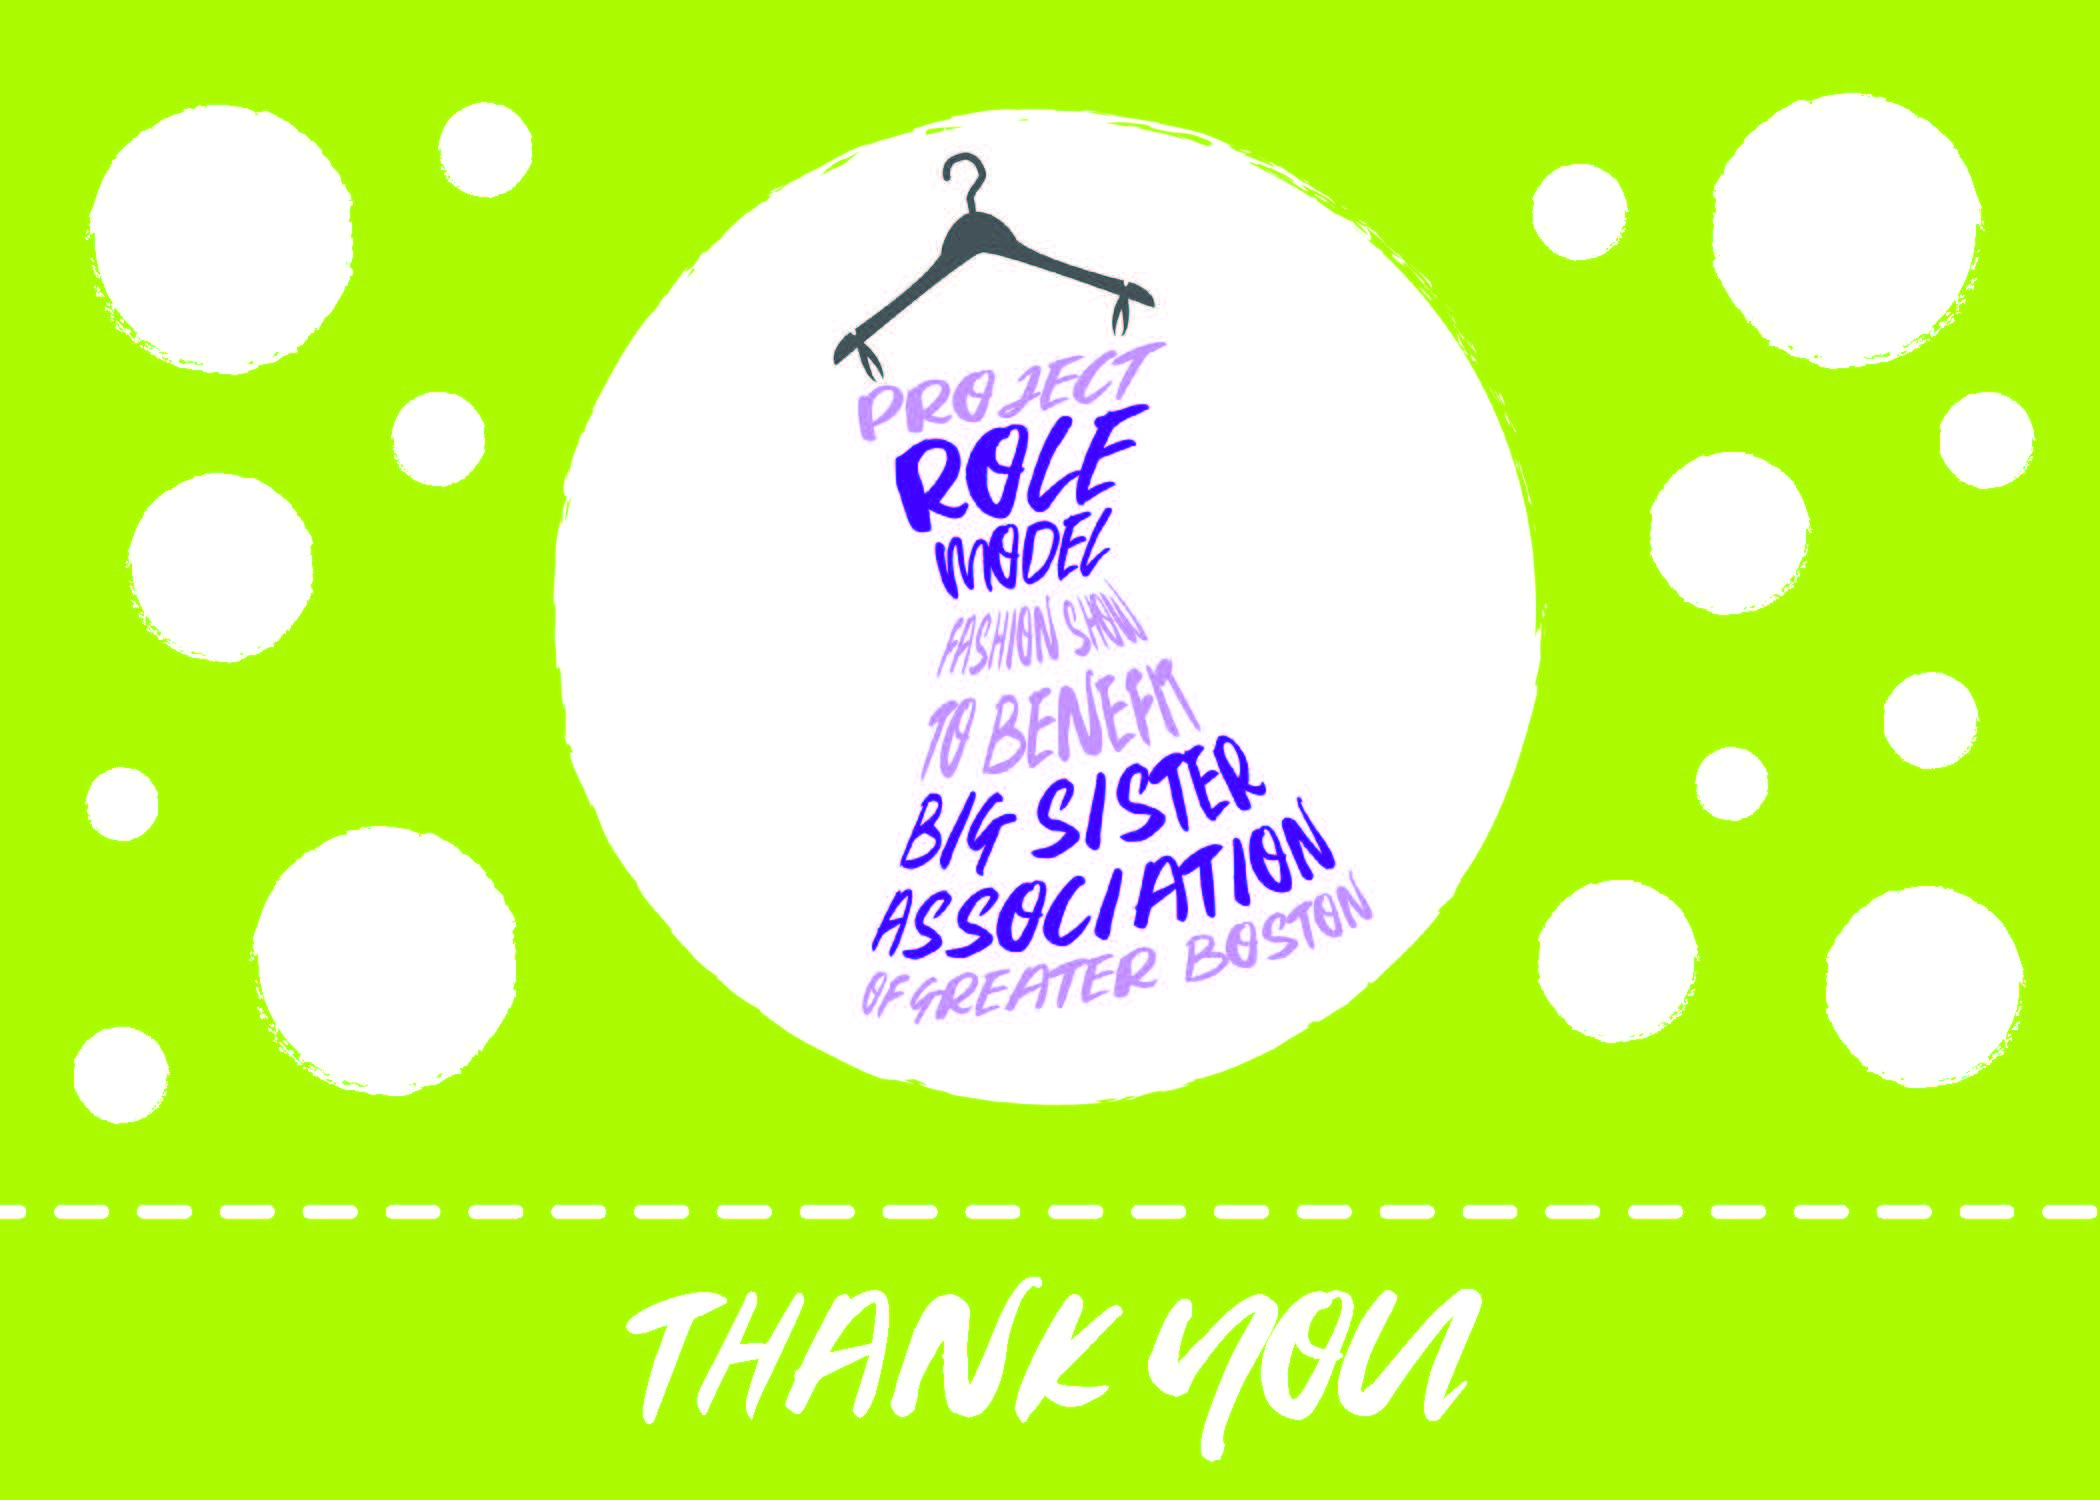 PROJECT
ROLE
MODEL
FASHION SHOW
TO BENEFIT
BIG SISTER
ASSOCIATION
OF GREATER BOSTON
THANK YOU